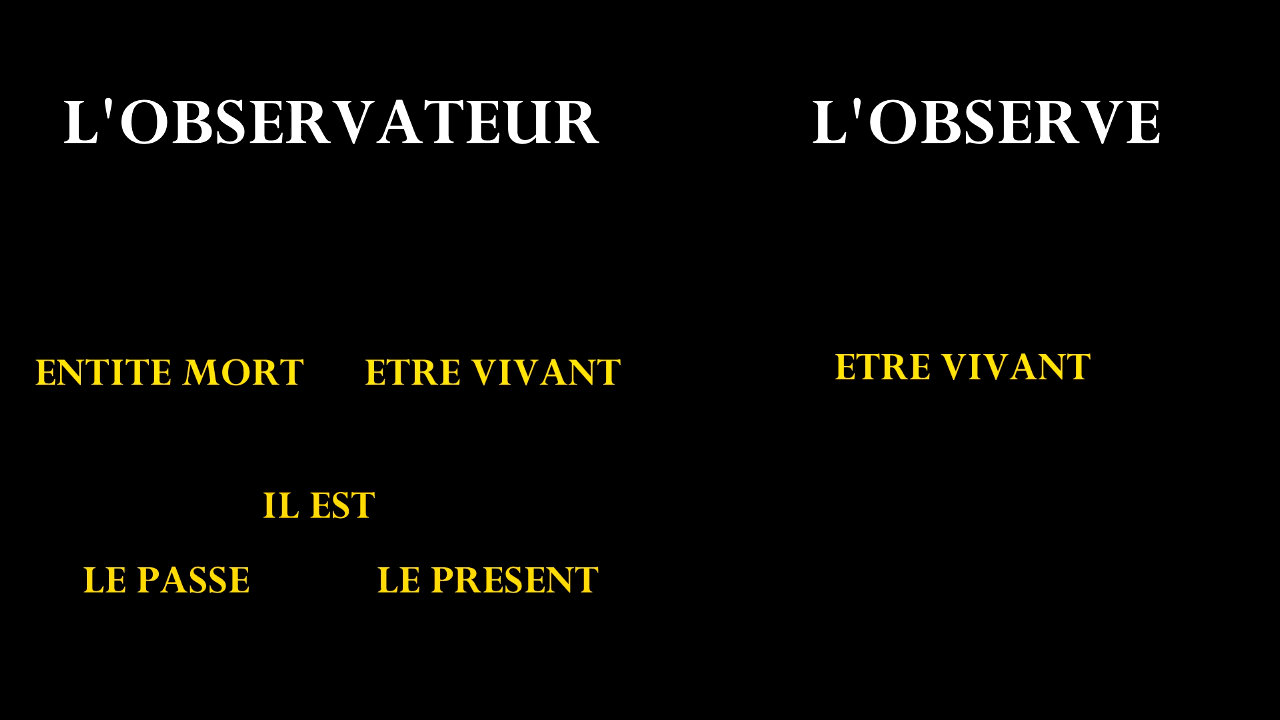 L'OBSERVATEUR
L'OBSERVE
ENTITE MORT
ETRE VIVANT
ETRE VIVANT
IL EST
LE PASSE
LE PRESENT